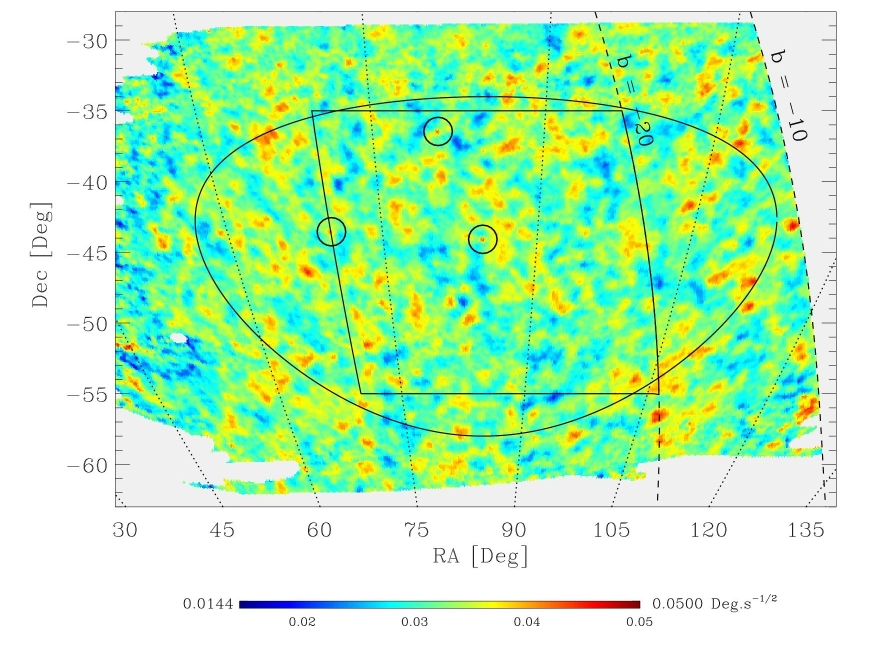 −30
−35
−40
−45
−50
−55
−60
Dec [Deg]
b = −20
b = −10
30 45 60 75 90 105 120 135
RA [Deg]
0.0144 0.0500 Deg.s−1/2
0.02 0.03 0.04 0.05